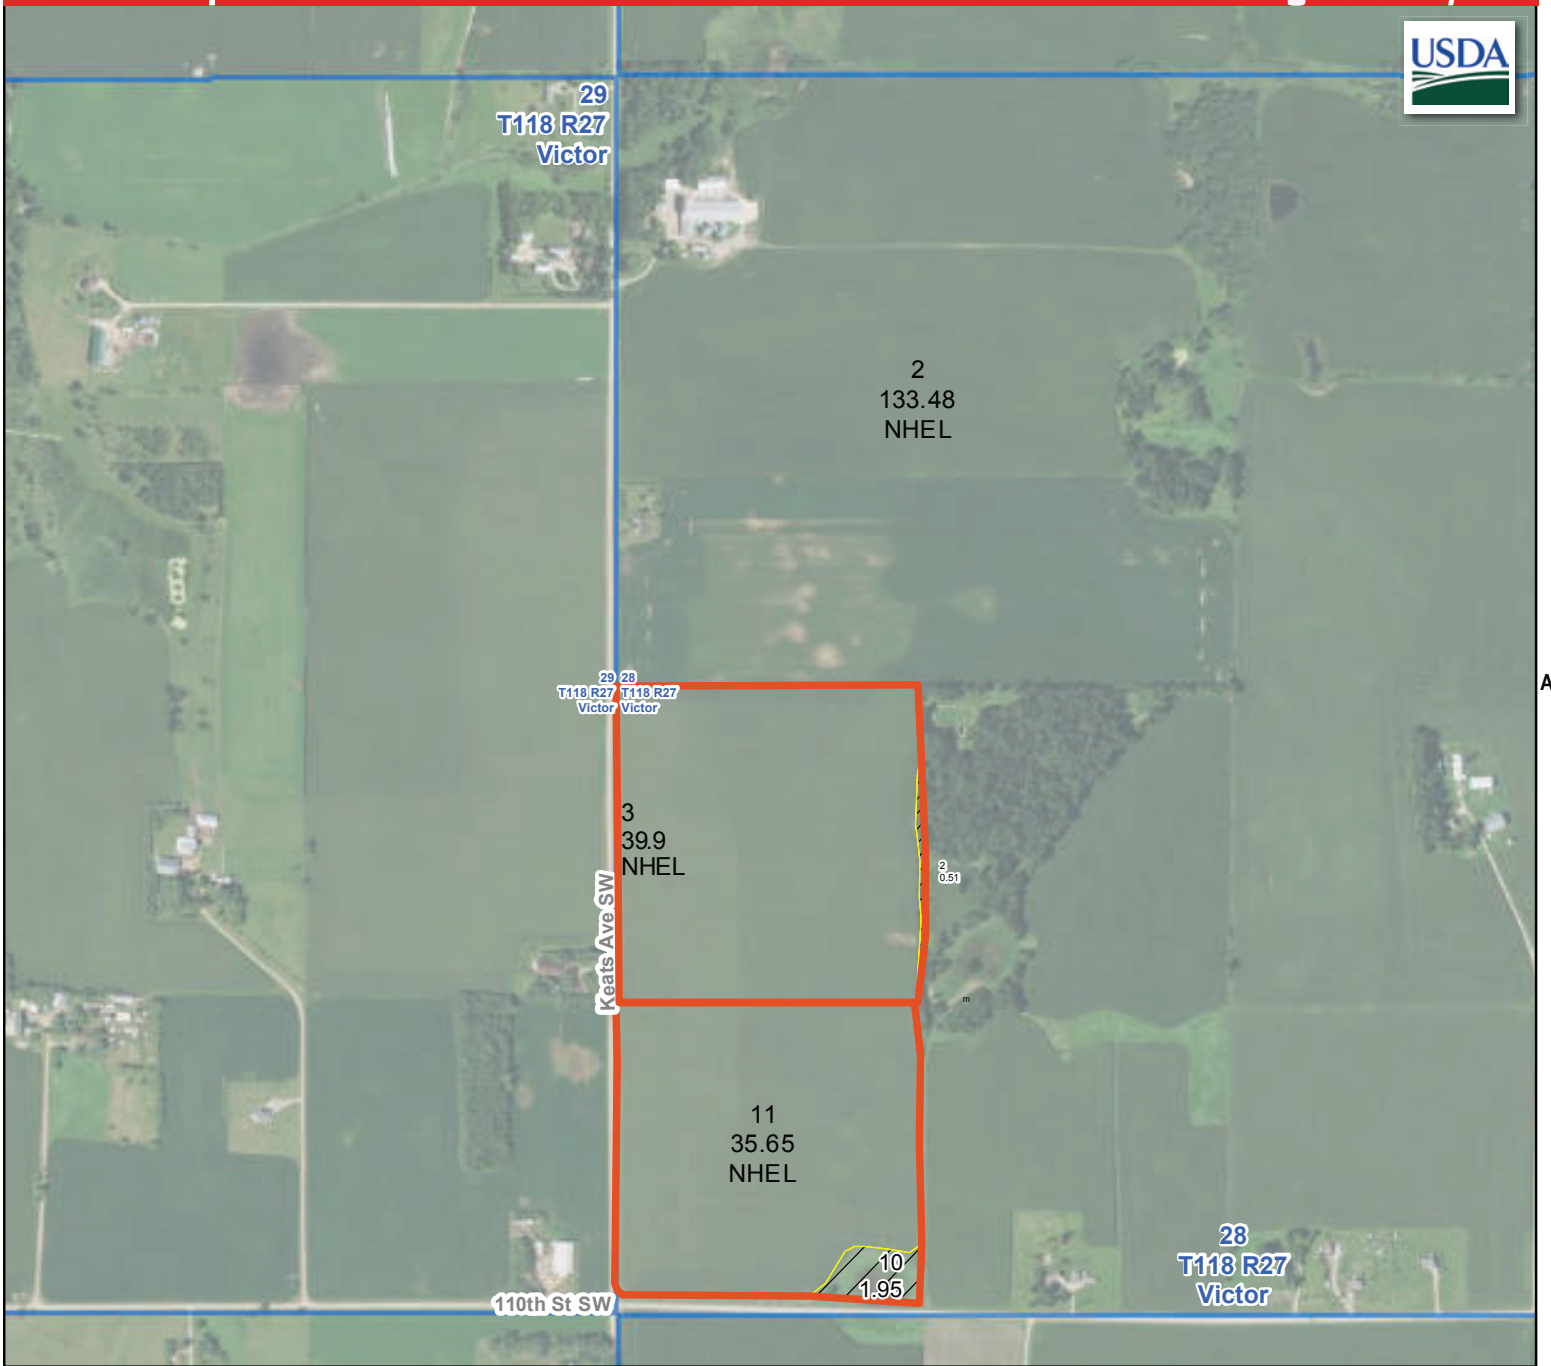 USDA
29
T118 R27
Victor
2
133.48
NHEL
29 28
T118 R27 T118 R27
Victor Victor
3
39.9
NHEL
2
0.51
Keats Ave SW
m
11
35.65
NHEL
10
1.95
28
T118 R27
Victor
110th St SW
A